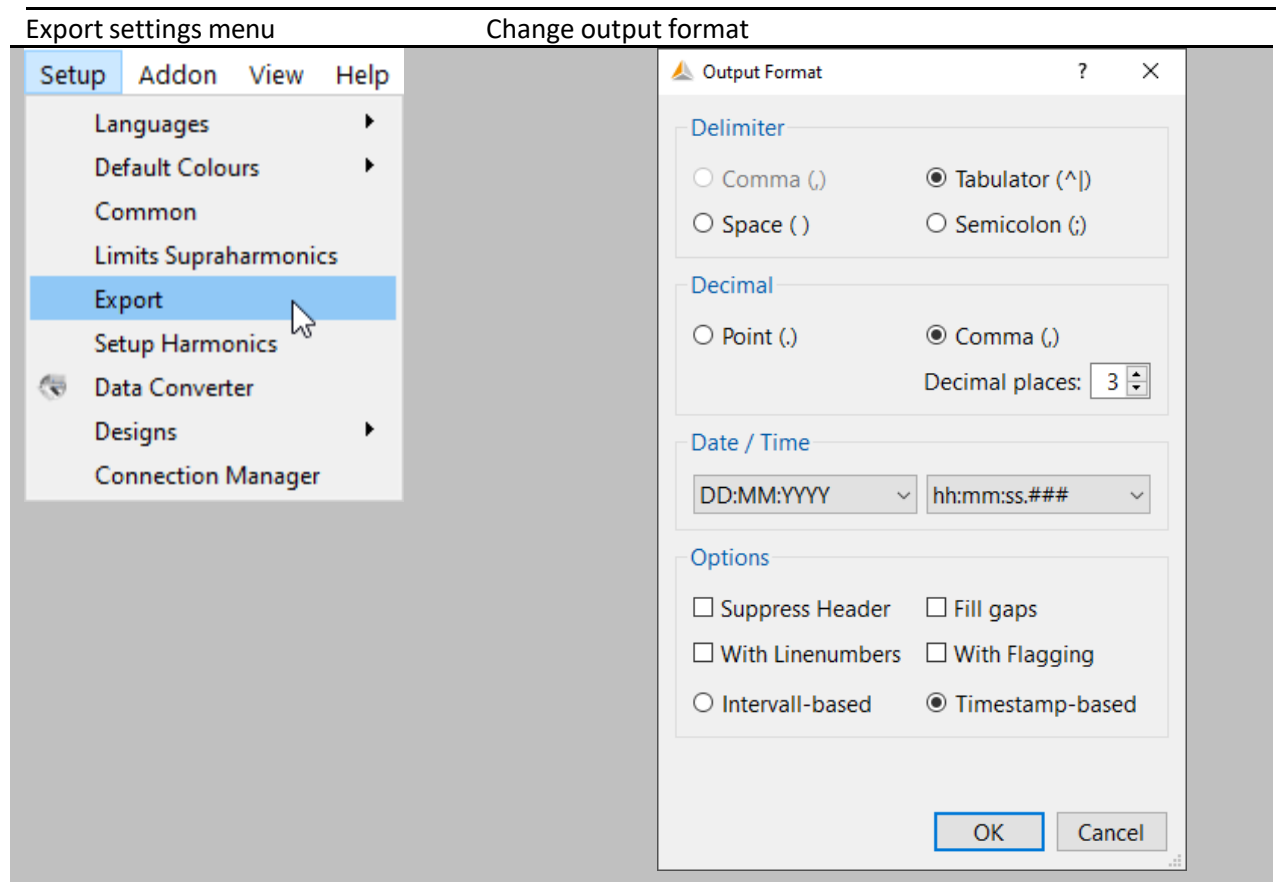 Export settings menu
Change output format
Setup Addon View Help
Languages
Default Colours
Common
Limits Supraharmonics
Export
Setup Harmonics
Data Converter
Designs
Connection Manager
Output Format ? ×
Delimiter
Comma (,) Tabulator (^|)
Space ( ) Semicolon (;)
Decimal
Point (.) Comma (,)
Decimal places: 3
Date / Time
DD:MM:YYYY hh:mm:ss.###
Options
Suppress Header Fill gaps
With Linenumbers With Flagging
Intervall-based Timestamp-based
OK Cancel